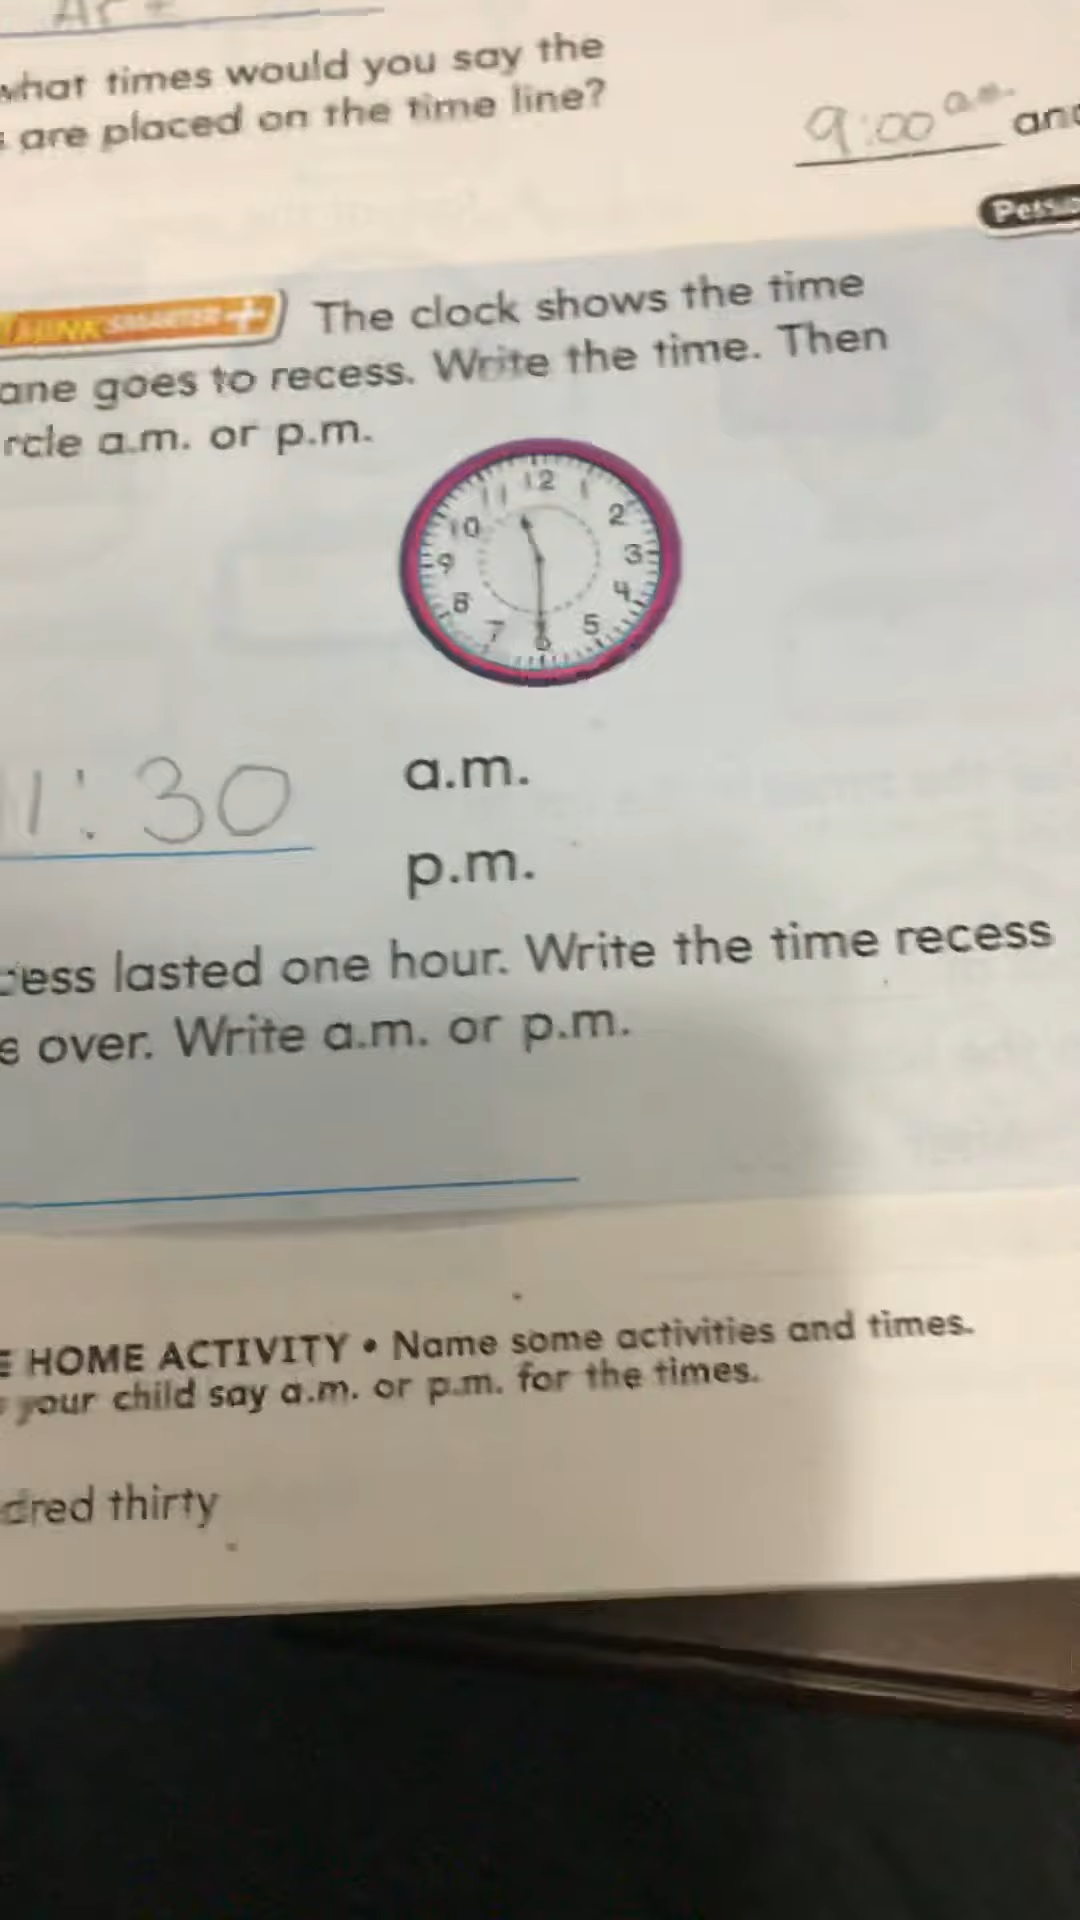 what times would you say the
are placed on the time line?
9:00 a.m. and
THINK SMARTER + The clock shows the time
ane goes to recess. Write the time. Then
rcle a.m. or p.m.
12
11 1
10 2
9 3
8 4
7 5
6
11:30 a.m.
p.m.
cess lasted one hour. Write the time recess
e over. Write a.m. or p.m.
E HOME ACTIVITY • Name some activities and times.
your child say a.m. or p.m. for the times.
dred thirty